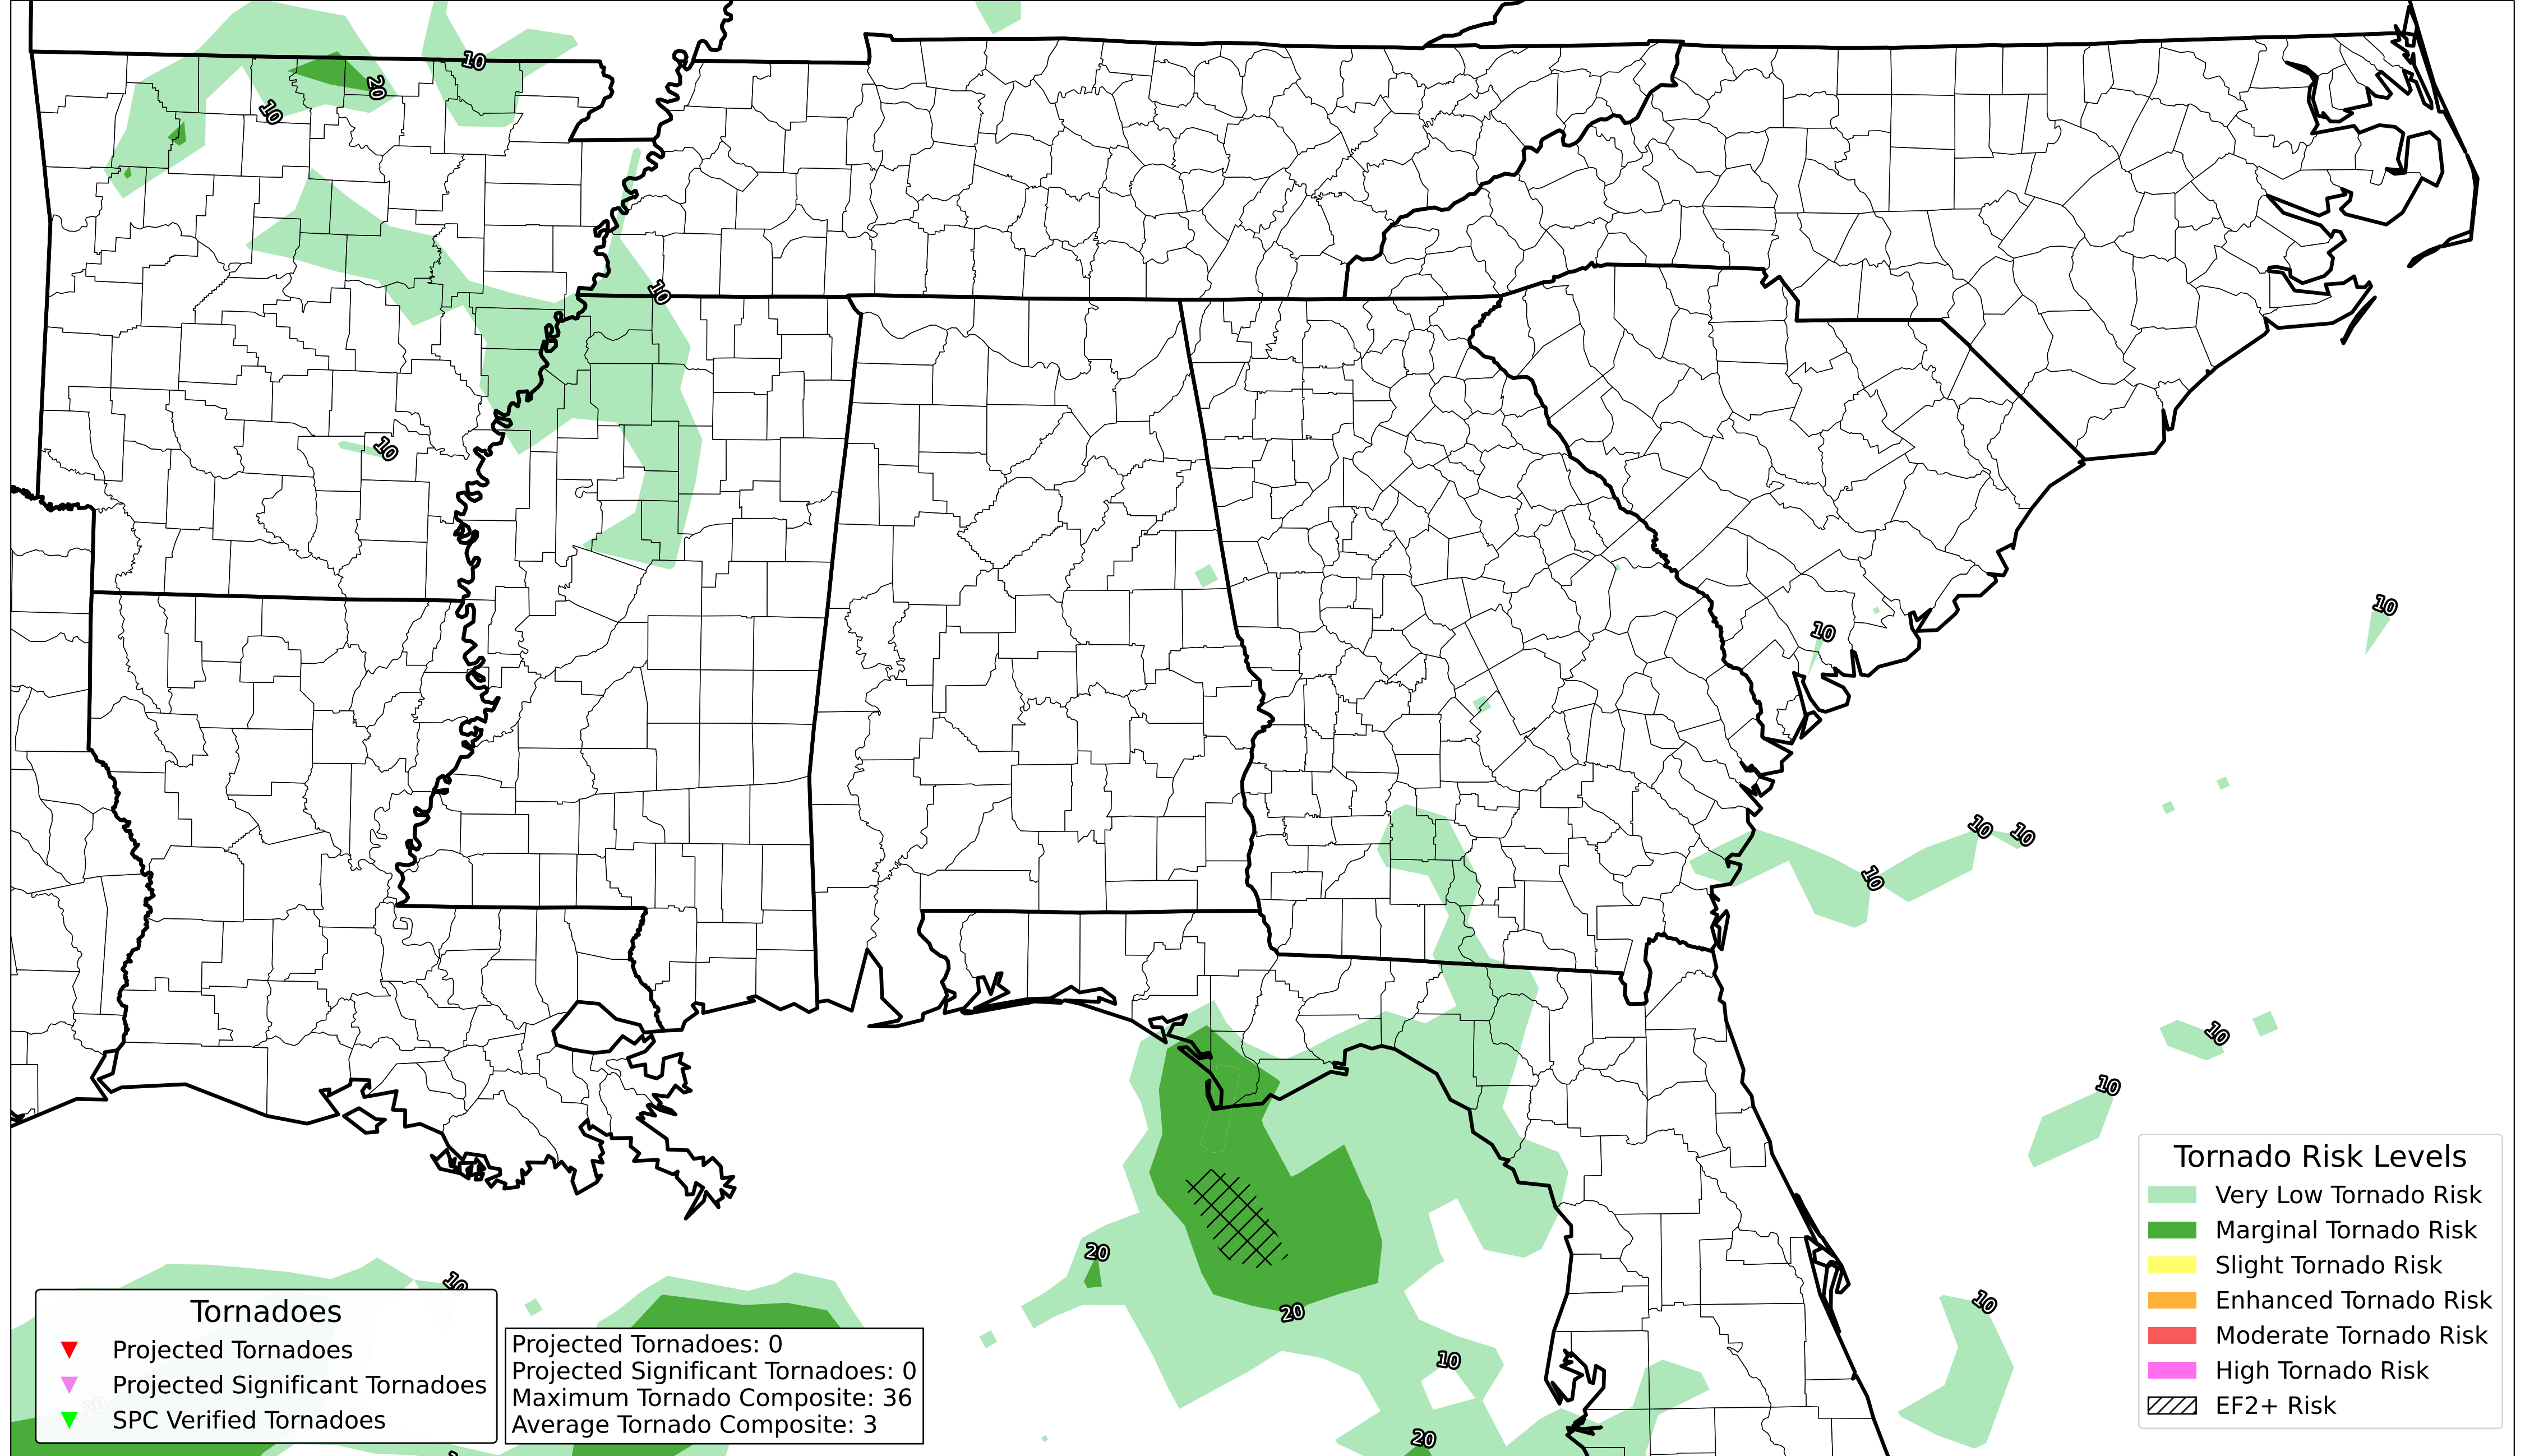 10
20
10
10
10
10
10
10
10
10
10
10
20
10
10
20
10
20
20
Tornado Risk Levels
Very Low Tornado Risk
Marginal Tornado Risk
Slight Tornado Risk
Enhanced Tornado Risk
Moderate Tornado Risk
High Tornado Risk
EF2+ Risk
Tornadoes
Projected Tornadoes
Projected Significant Tornadoes
SPC Verified Tornadoes
Projected Tornadoes: 0
Projected Significant Tornadoes: 0
Maximum Tornado Composite: 36
Average Tornado Composite: 3